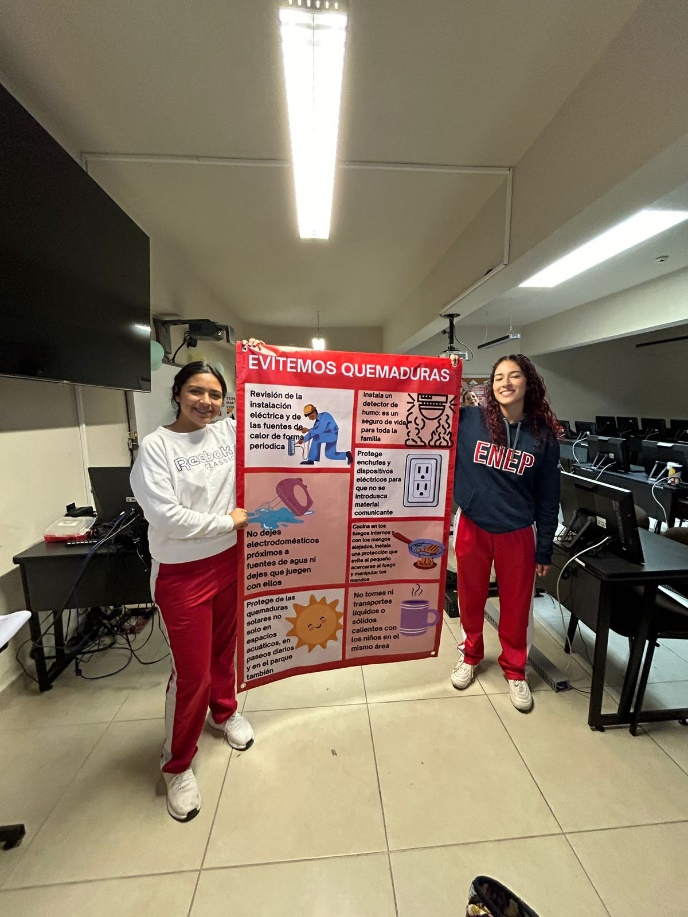 EVITEMOS QUEMADURAS
Revisión de la
instalación
eléctrica y de
las fuentes de
calor de forma
periodica
Instala un
detector de
humo: es un
seguro de vida
para toda la
familia
No dejes
electrodomésticos
próximos a
fuentes de agua ni
dejes que jueguen
con ellos
Protege
enchufes y
dispositivos
eléctricos para
que no se
introduzca
material
comunicante
Cocina en los
fuegos internos
con los mangos
alejados, instala
una protección que
evite al pequeño
acercarse al fuego
y manipular los
mandos
Protege de las
quemaduras
solares no
solo en
espacios
acuáticos, en
paseos diarios
y en el parque
también
No tomes ni
transportes
líquidos o
sólidos
calientes con
los niños en el
mismo área
Reebok
CLASSIC
ENEP